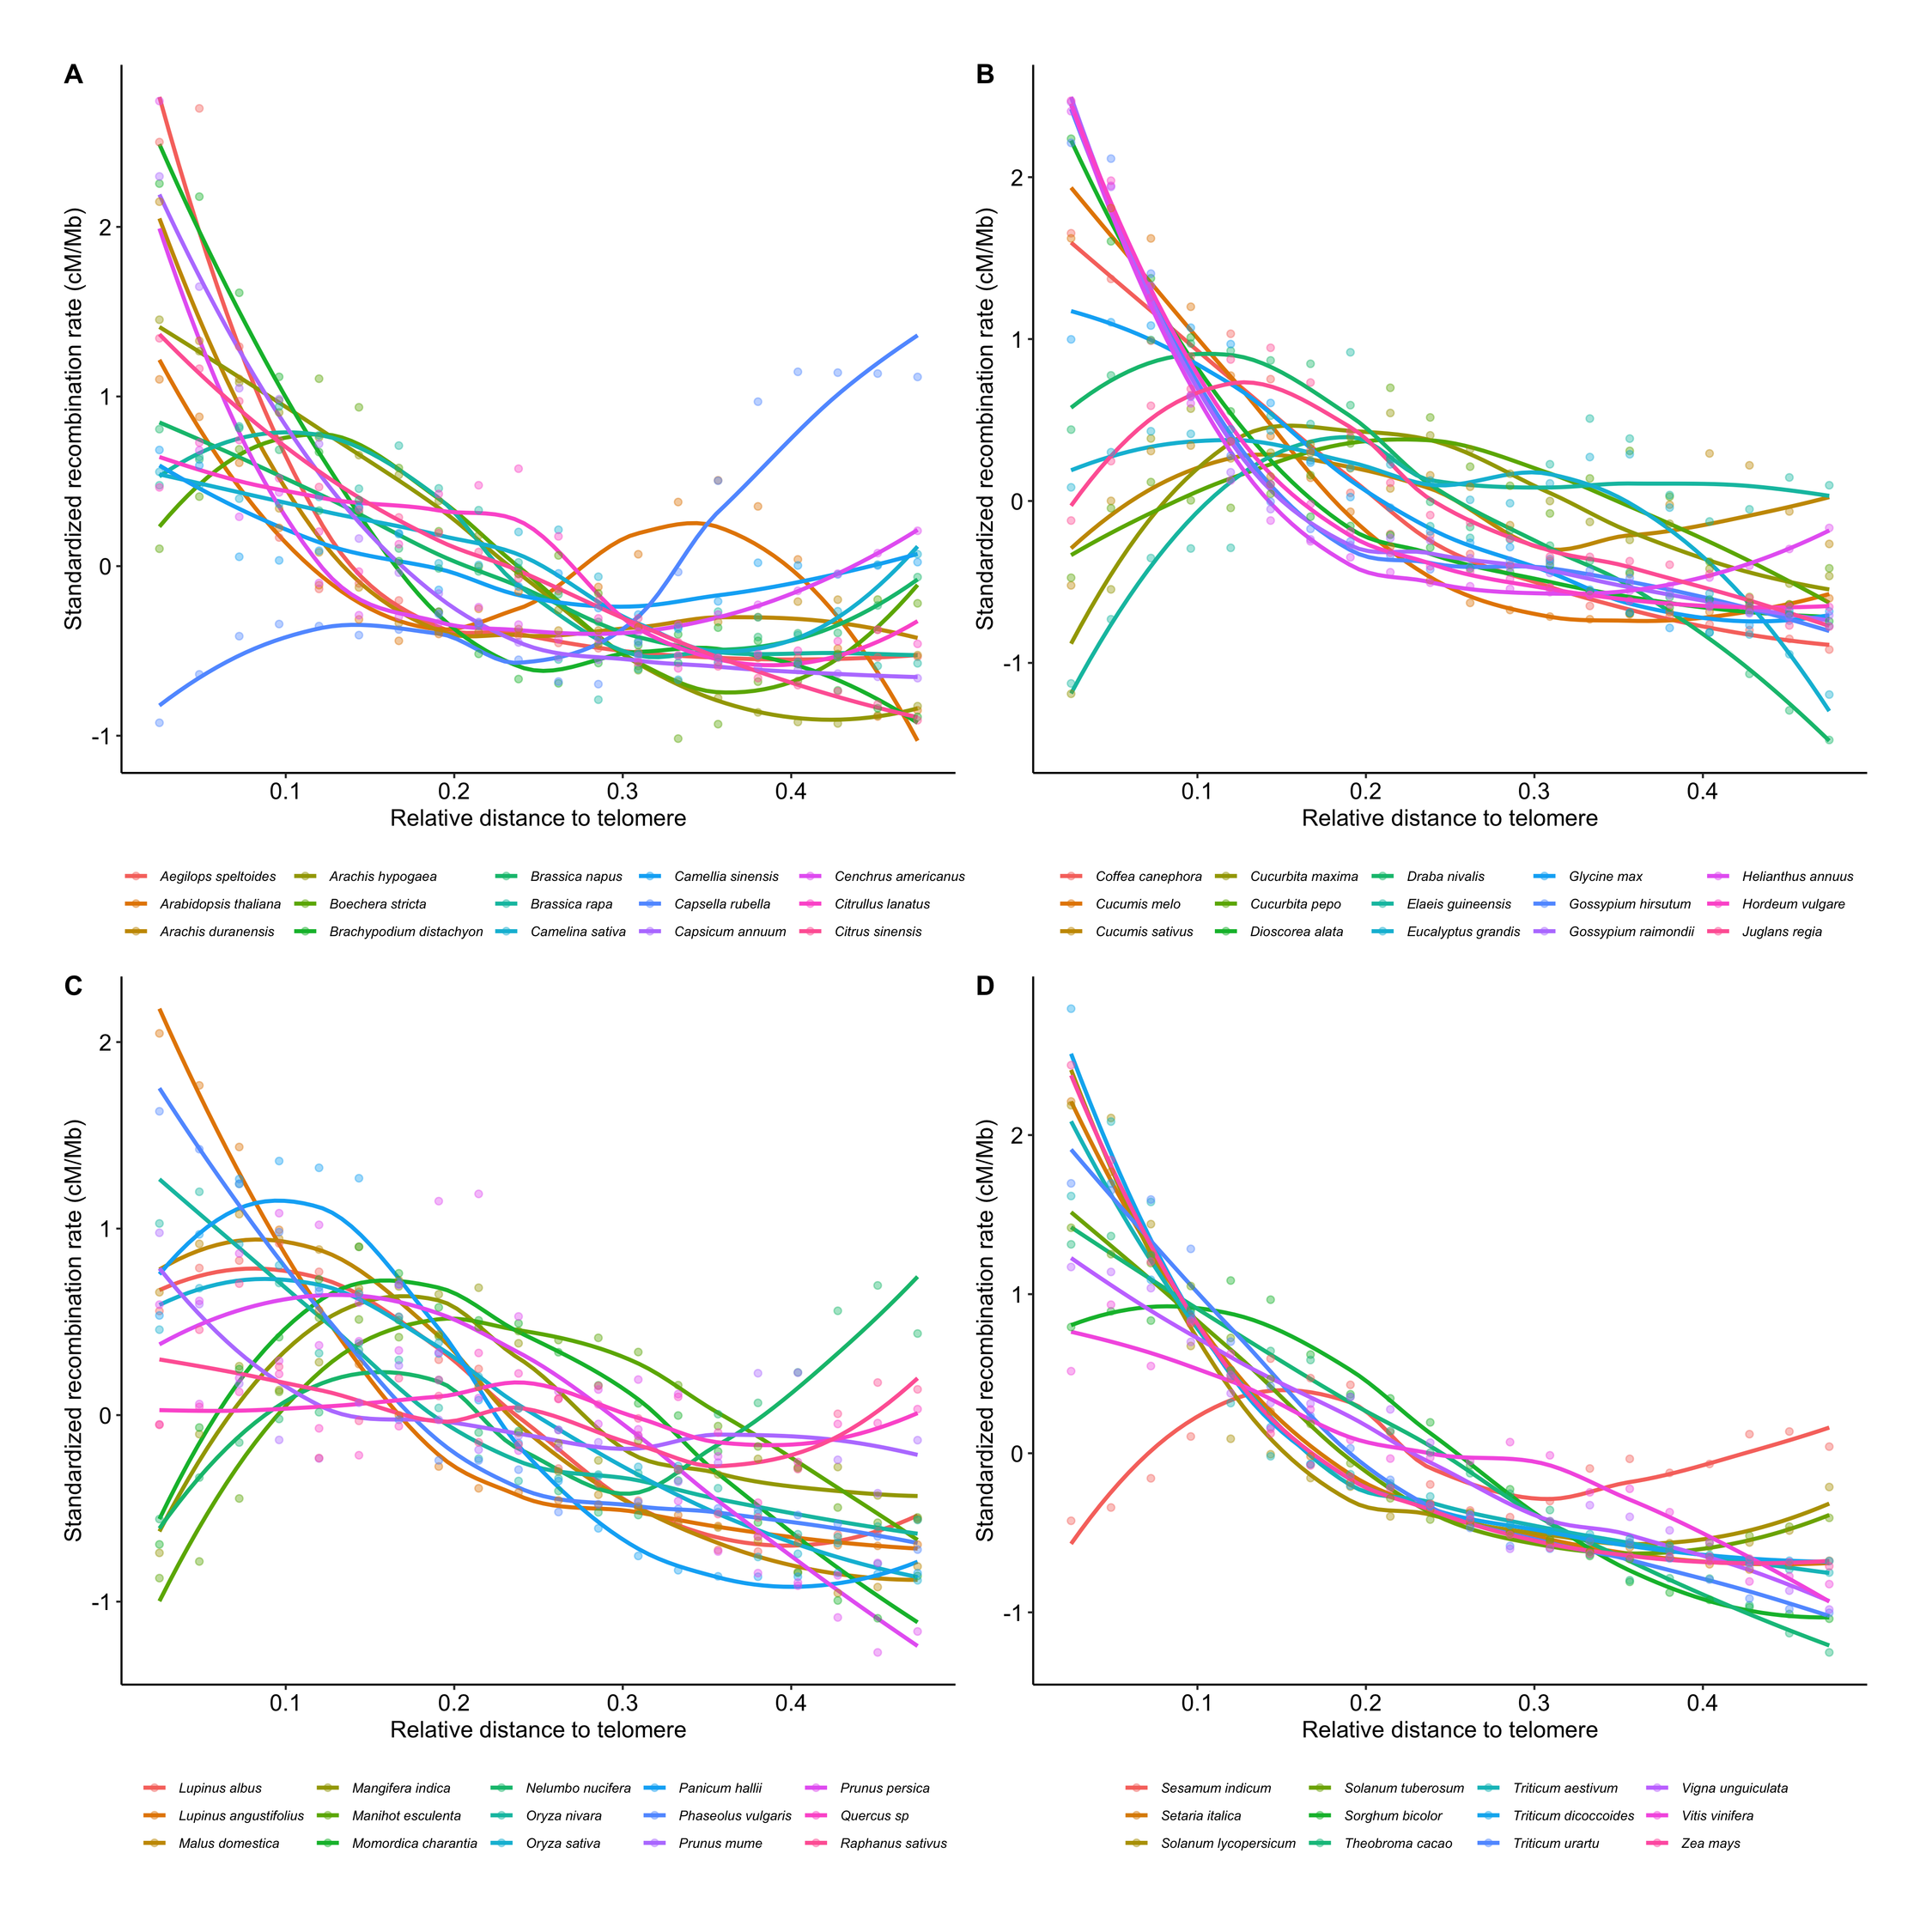 A
Standardized recombination rate (cM/Mb)
2
1
0
-1
0.1 0.2 0.3 0.4
Relative distance to telomere
Aegilops speltoides Arachis hypogaea Brassica napus Camellia sinensis Cenchrus americanus
Arabidopsis thaliana Boechera stricta Brassica rapa Capsella rubella Citrullus lanatus
Arachis duranensis Brachypodium distachyon Camelina sativa Capsicum annuum Citrus sinensis
B
Standardized recombination rate (cM/Mb)
2
1
0
-1
0.1 0.2 0.3 0.4
Relative distance to telomere
Coffea canephora Cucurbita maxima Draba nivalis Glycine max Helianthus annuus
Cucumis melo Cucurbita pepo Elaeis guineensis Gossypium hirsutum Hordeum vulgare
Cucumis sativus Dioscorea alata Eucalyptus grandis Gossypium raimondii Juglans regia
C
Standardized recombination rate (cM/Mb)
2
1
0
-1
0.1 0.2 0.3 0.4
Relative distance to telomere
Lupinus albus Mangifera indica Nelumbo nucifera Panicum hallii Prunus persica
Lupinus angustifolius Manihot esculenta Oryza nivara Phaseolus vulgaris Quercus sp
Malus domestica Momordica charantia Oryza sativa Prunus mume Raphanus sativus
D
Standardized recombination rate (cM/Mb)
2
1
0
-1
0.1 0.2 0.3 0.4
Relative distance to telomere
Sesamum indicum Solanum tuberosum Triticum aestivum Vigna unguiculata
Setaria italica Sorghum bicolor Triticum dicoccoides Vitis vinifera
Solanum lycopersicum Theobroma cacao Triticum urartu Zea mays